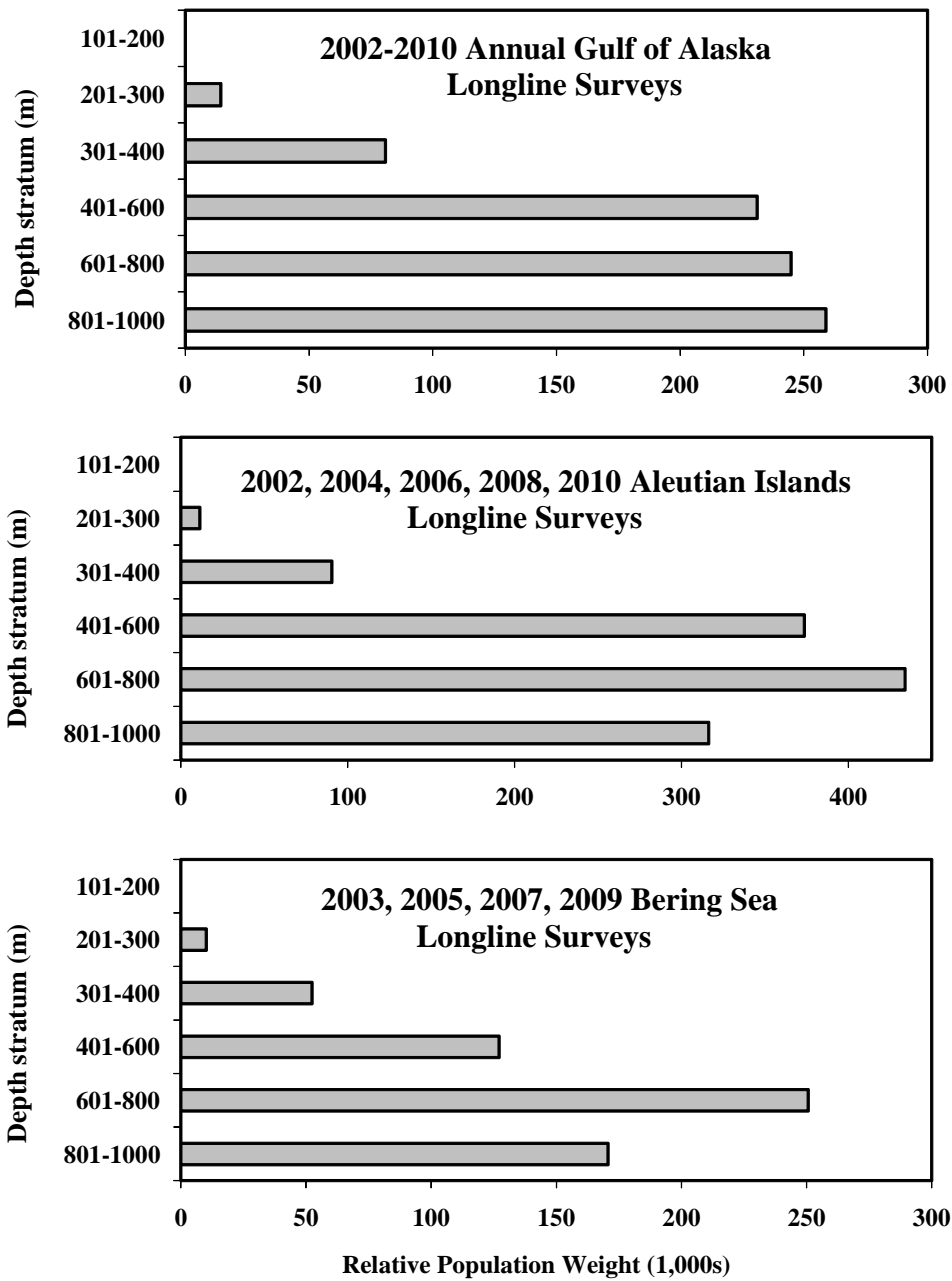 2002-2010 Annual Gulf of Alaska
Longline Surveys
Depth stratum (m)
101-200
201-300
301-400
401-600
601-800
801-1000
0 50 100 150 200 250 300
2002, 2004, 2006, 2008, 2010 Aleutian Islands
Longline Surveys
Depth stratum (m)
101-200
201-300
301-400
401-600
601-800
801-1000
0 100 200 300 400
2003, 2005, 2007, 2009 Bering Sea
Longline Surveys
Depth stratum (m)
101-200
201-300
301-400
401-600
601-800
801-1000
0 50 100 150 200 250 300
Relative Population Weight (1,000s)